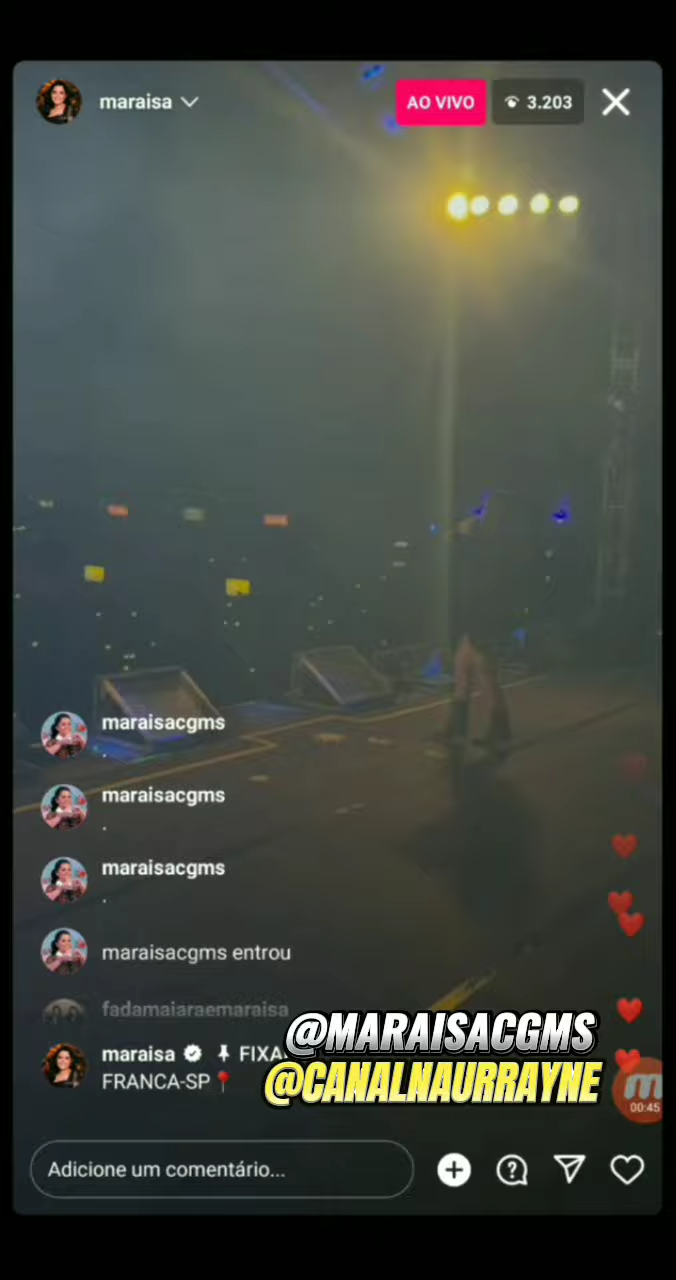 maraisa
AO VIVO
3.203
maraisacgms
.
maraisacgms
.
maraisacgms
.
maraisacgms entrou
fadamaiaraemaraisa
maraisa
FRANCA-SP
@MARAISACGMS
@CANALNAURRAYNE
00:45
Adicione um comentário...